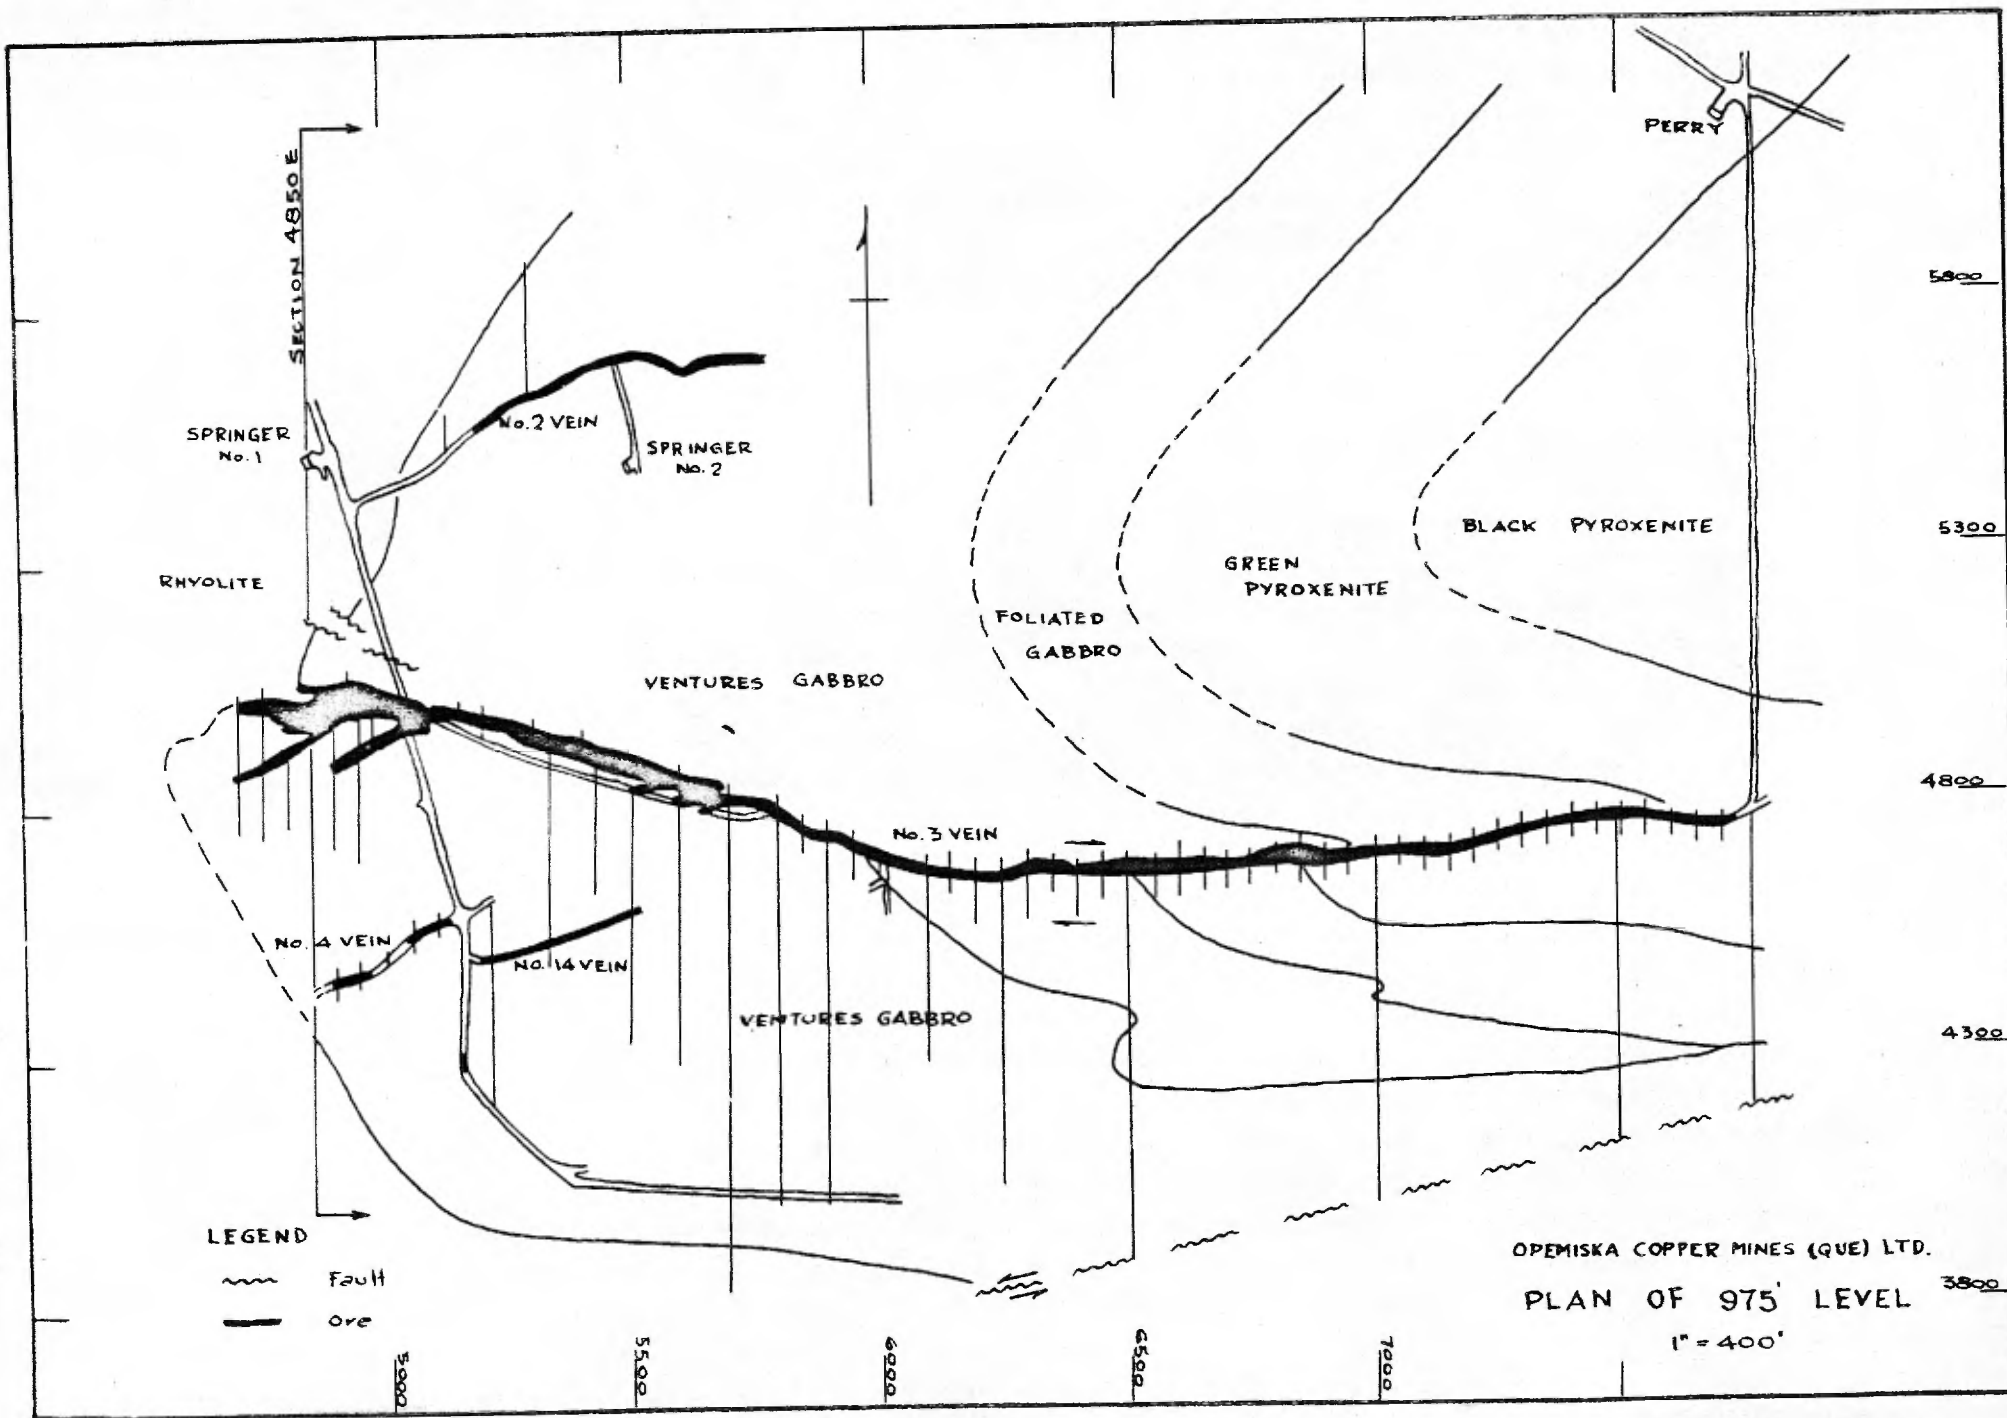 SECTION 4850 E
PERRY
5800
No. 2 VEIN
SPRINGER
No. 1
SPRINGER
No. 2
5300
BLACK PYROXENITE
GREEN
PYROXENITE
RHYOLITE
FOLIATED
GABBRO
VENTURES GABBRO
4800
No. 3 VEIN
No. 4 VEIN
No. 14 VEIN
VENTURES GABBRO
4300
LEGEND
Fault
Ore
OPEMISKA COPPER MINES (QUE) LTD.
3800
PLAN OF 975' LEVEL
1" = 400'
5000
5500
6000
6500
7000